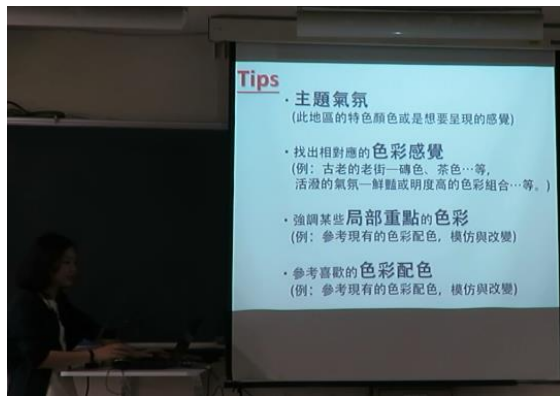 Tips
・主題氣氛
(此地區的特色顏色或是想要呈現的感覺)
・找出相對應的色彩感覺
(例：古老的老街—磚色、茶色…等,
活潑的氣氛—鮮豔或明度高的色彩組合…等。)
・強調某些局部重點的色彩
(例：參考現有的色彩配色, 模仿與改變)
・參考喜歡的色彩配色
(例：參考現有的色彩配色, 模仿與改變)